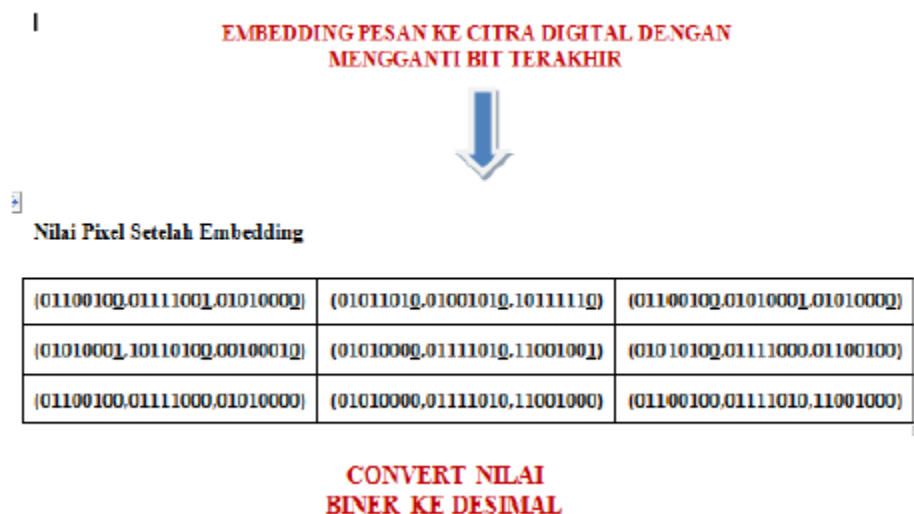 EMBEDDING PESAN KE CITRA DIGITAL DENGAN
MENGGANTI BIT TERAKHIR
Nilai Pixel Setelah Embedding
(01100100,01111001,01010000) (01011010,01001010,10111110) (01100100,01010001,01010000)
(01010001,10110100,00100010) (01010000,01111010,11001001) (01010100,01111000,01100100)
(01100100,01111000,01010000) (01010000,01111010,11001000) (01100100,01111010,11001000)
CONVERT NILAI
BINER KE DESIMAL